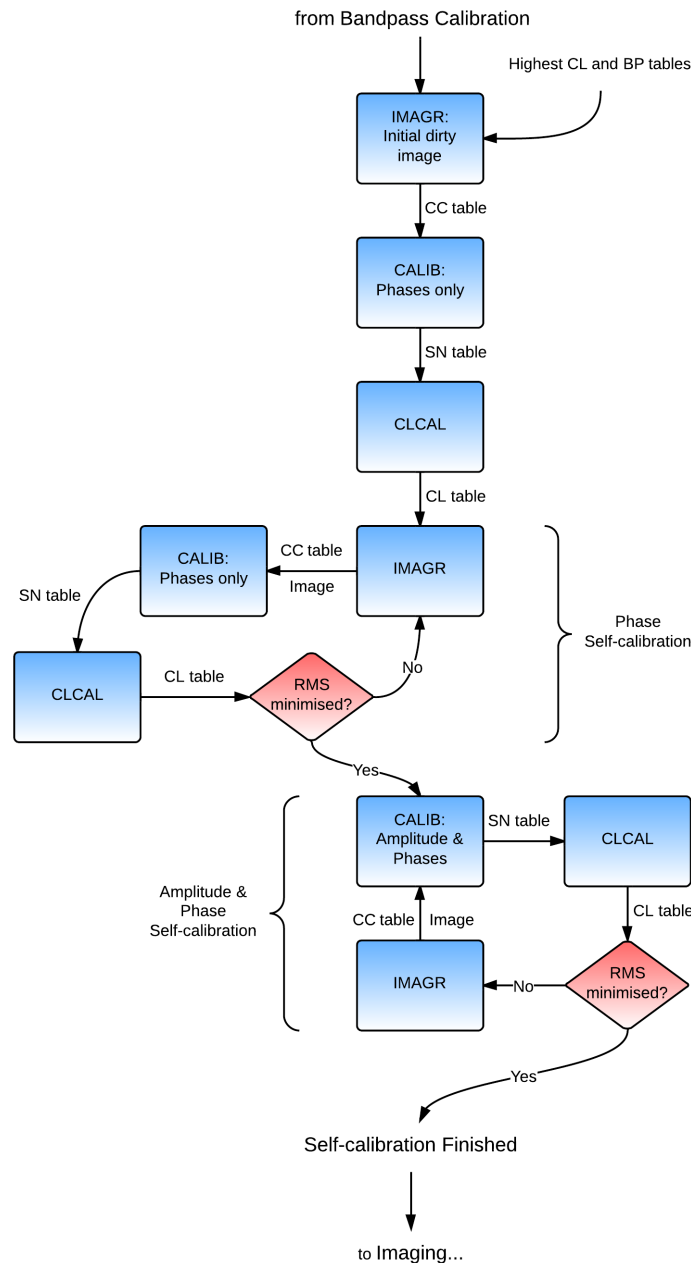 from Bandpass Calibration
Highest CL and BP tables
IMAGR:
Initial dirty
image
CC table
CALIB:
Phases only
SN table
CLCAL
CL table
CALIB:
Phases only
CC table
Image
IMAGR
SN table
Phase
Self-calibration
CLCAL
CL table
RMS
minimised?
No
Yes
CALIB:
Amplitude &
Phases
SN table
CLCAL
Amplitude &
Phase
Self-calibration
CC table
Image
CL table
IMAGR
No
RMS
minimised?
Yes
Self-calibration Finished
to Imaging...